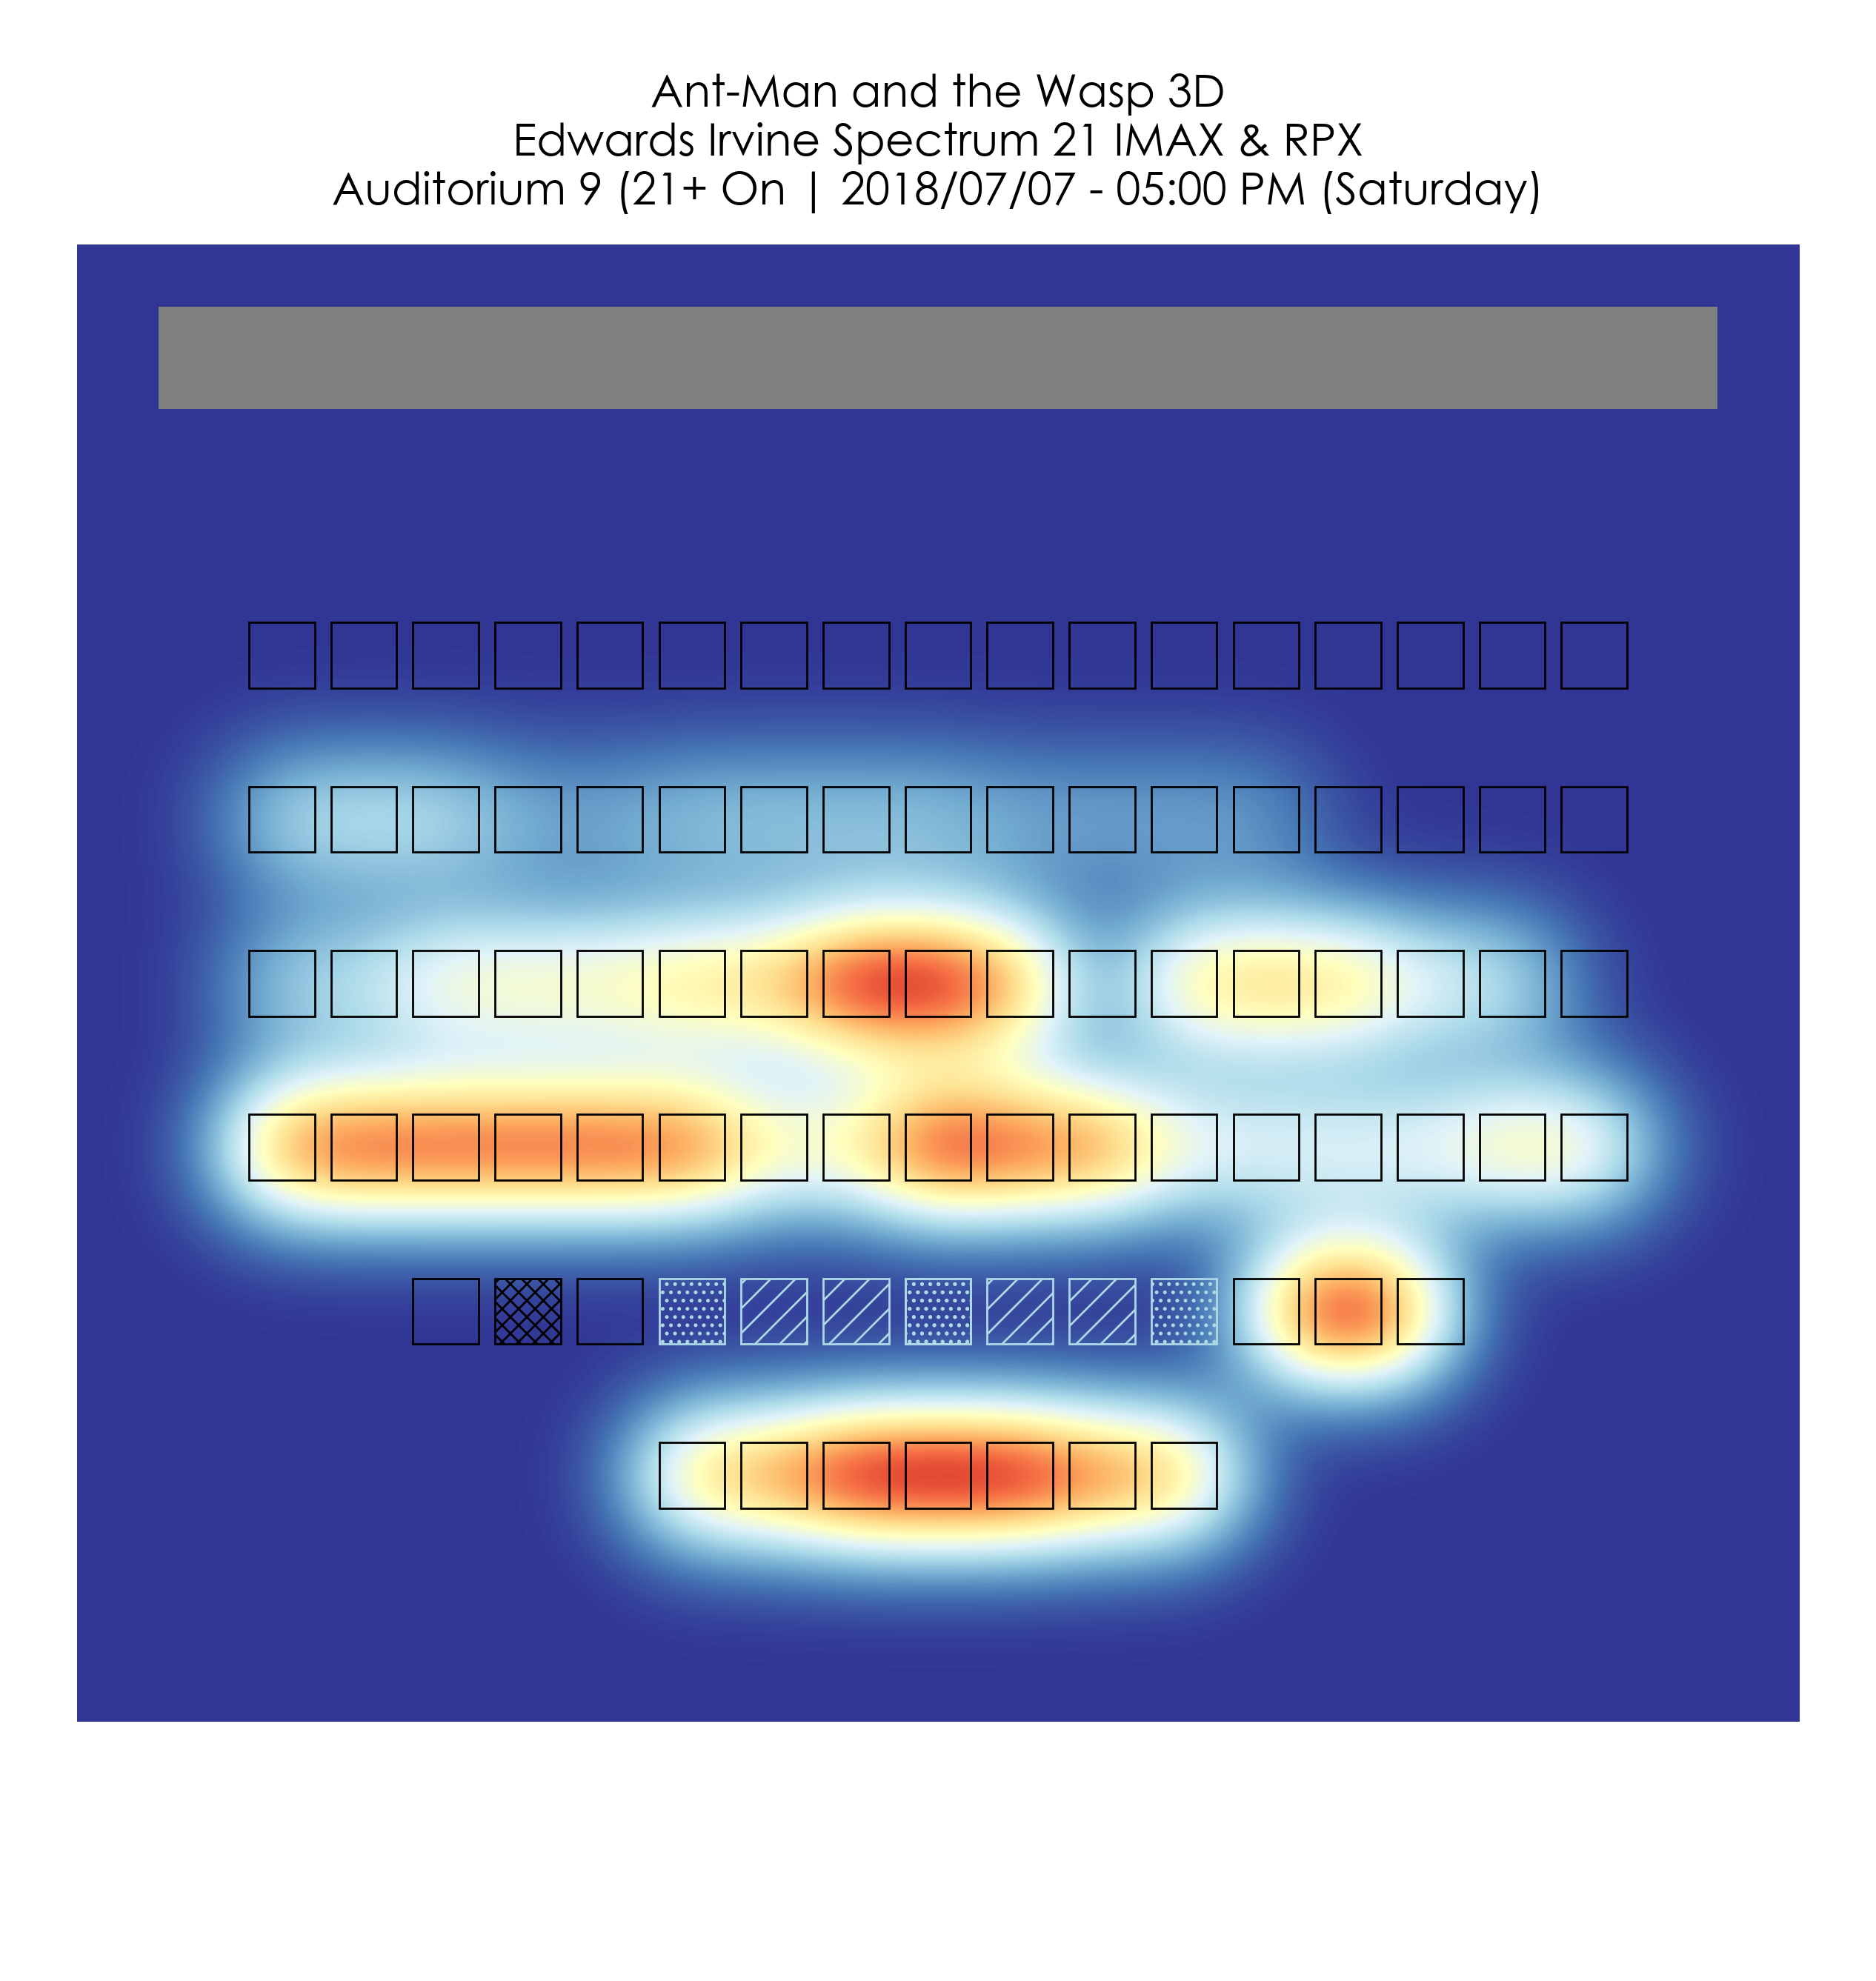 Ant-Man and the Wasp 3D
Edwards Irvine Spectrum 21 IMAX & RPX
Auditorium 9 (21+ On | 2018/07/07 - 05:00 PM (Saturday)